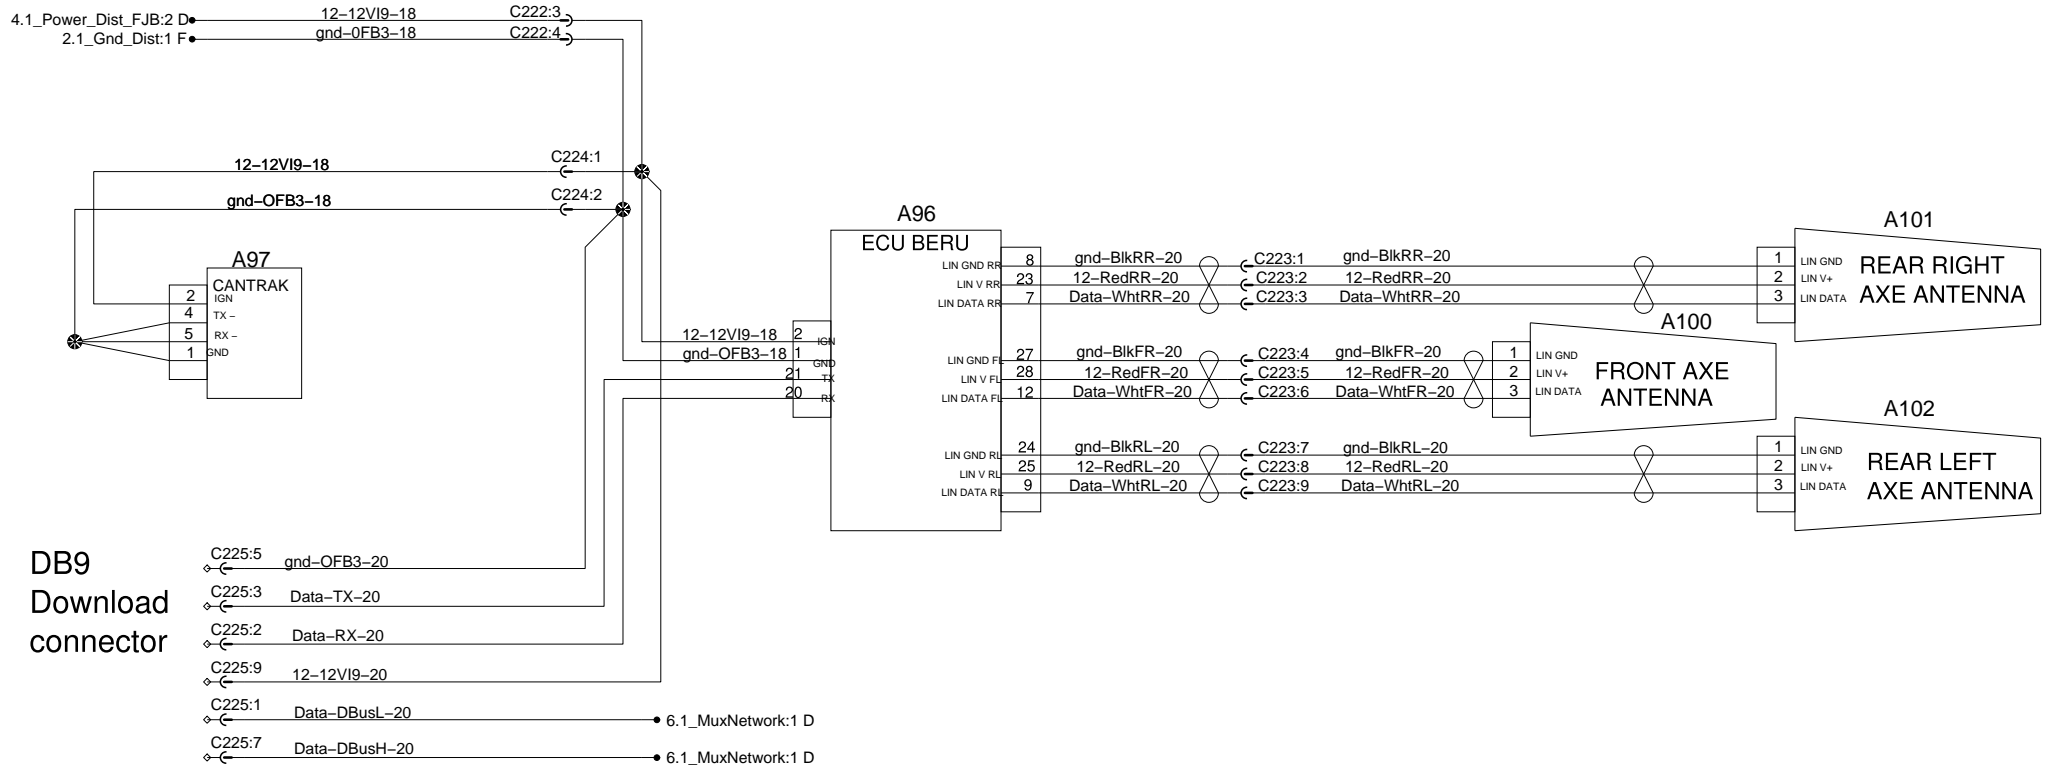 4.1_Power_Dist_FJB:2 D
12–12VI9–18
C222:3
2.1_Gnd_Dist:1 F
gnd–0FB3–18
C222:4
12–12VI9–18
C224:1
gnd–OFB3–18
C224:2
A97
CANTRAK
2 IGN
4 TX –
5 RX –
1 GND
A96
ECU BERU
12–12VI9–18 2 IGN
gnd–OFB3–18 1 GND
21 TX
20 RX
LIN GND RR 8 gnd–BlkRR–20 C223:1 gnd–BlkRR–20 1 LIN GND
LIN V RR 23 12–RedRR–20 C223:2 12–RedRR–20 2 LIN V+
LIN DATA RR 7 Data–WhtRR–20 C223:3 Data–WhtRR–20 3 LIN DATA
A101
REAR RIGHT
AXE ANTENNA
LIN GND FL 27 gnd–BlkFR–20 C223:4 gnd–BlkFR–20 1 LIN GND
LIN V FL 28 12–RedFR–20 C223:5 12–RedFR–20 2 LIN V+
LIN DATA FL 12 Data–WhtFR–20 C223:6 Data–WhtFR–20 3 LIN DATA
A100
FRONT AXE
ANTENNA
LIN GND RL 24 gnd–BlkRL–20 C223:7 gnd–BlkRL–20 1 LIN GND
LIN V RL 25 12–RedRL–20 C223:8 12–RedRL–20 2 LIN V+
LIN DATA RL 9 Data–WhtRL–20 C223:9 Data–WhtRL–20 3 LIN DATA
A102
REAR LEFT
AXE ANTENNA
DB9
Download
connector
C225:5 gnd–OFB3–20
C225:3 Data–TX–20
C225:2 Data–RX–20
C225:9 12–12VI9–20
C225:1 Data–DBusL–20 6.1_MuxNetwork:1 D
C225:7 Data–DBusH–20 6.1_MuxNetwork:1 D